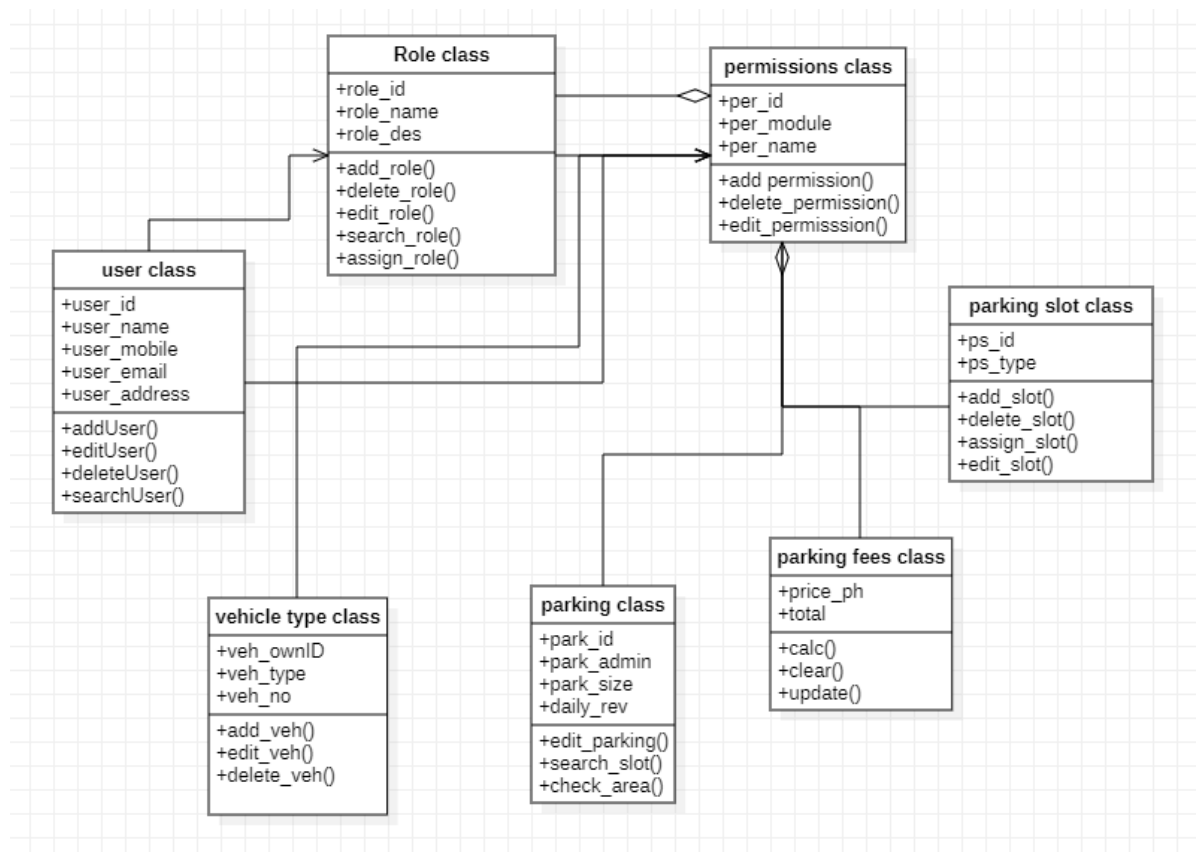 Role class
+role_id
+role_name
+role_des
+add_role()
+delete_role()
+edit_role()
+search_role()
+assign_role()
permissions class
+per_id
+per_module
+per_name
+add permission()
+delete_permission()
+edit_permisssion()
user class
+user_id
+user_name
+user_mobile
+user_email
+user_address
+addUser()
+editUser()
+deleteUser()
+searchUser()
parking slot class
+ps_id
+ps_type
+add_slot()
+delete_slot()
+assign_slot()
+edit_slot()
vehicle type class
+veh_ownID
+veh_type
+veh_no
+add_veh()
+edit_veh()
+delete_veh()
parking class
+park_id
+park_admin
+park_size
+daily_rev
+edit_parking()
+search_slot()
+check_area()
parking fees class
+price_ph
+total
+calc()
+clear()
+update()